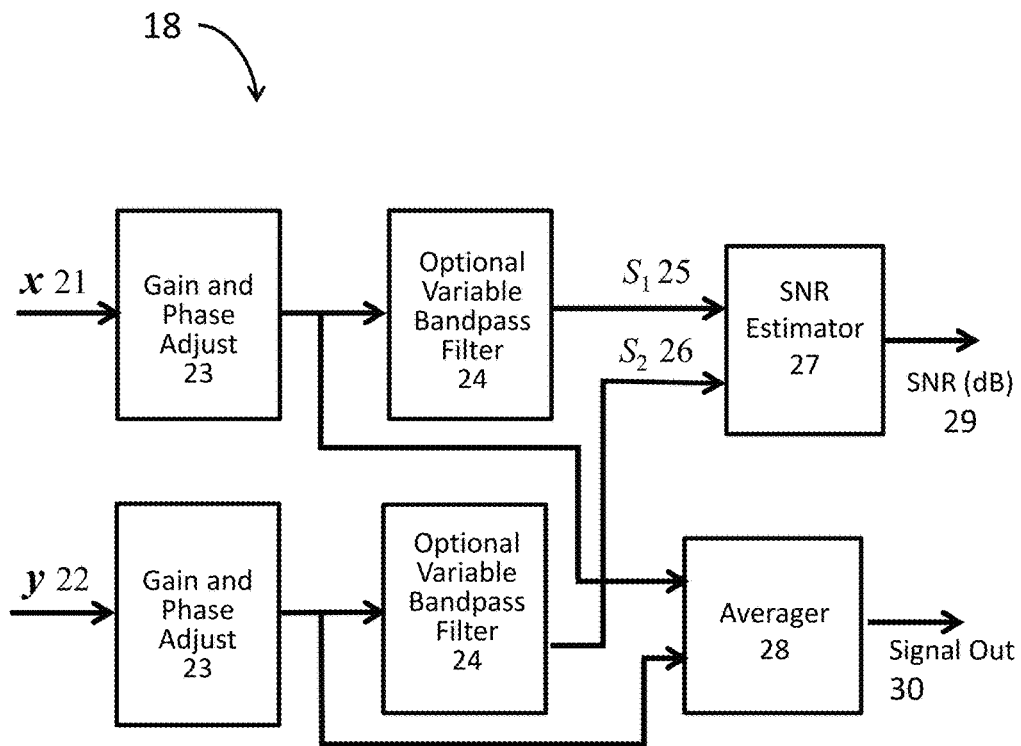 18
x 21
Gain and
Phase
Adjust
23
Optional
Variable
Bandpass
Filter
24
S1 25
S2 26
SNR
Estimator
27
SNR (dB)
29
y 22
Gain and
Phase
Adjust
23
Optional
Variable
Bandpass
Filter
24
Averager
28
Signal Out
30